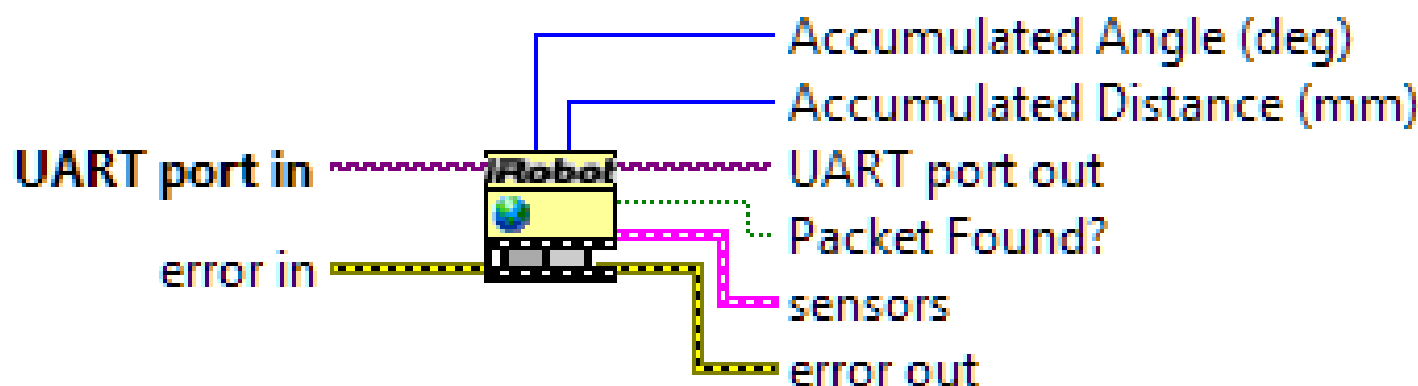 Accumulated Angle (deg)
Accumulated Distance (mm)
UART port in
iRobot
UART port out
Packet Found?
error in
sensors
error out